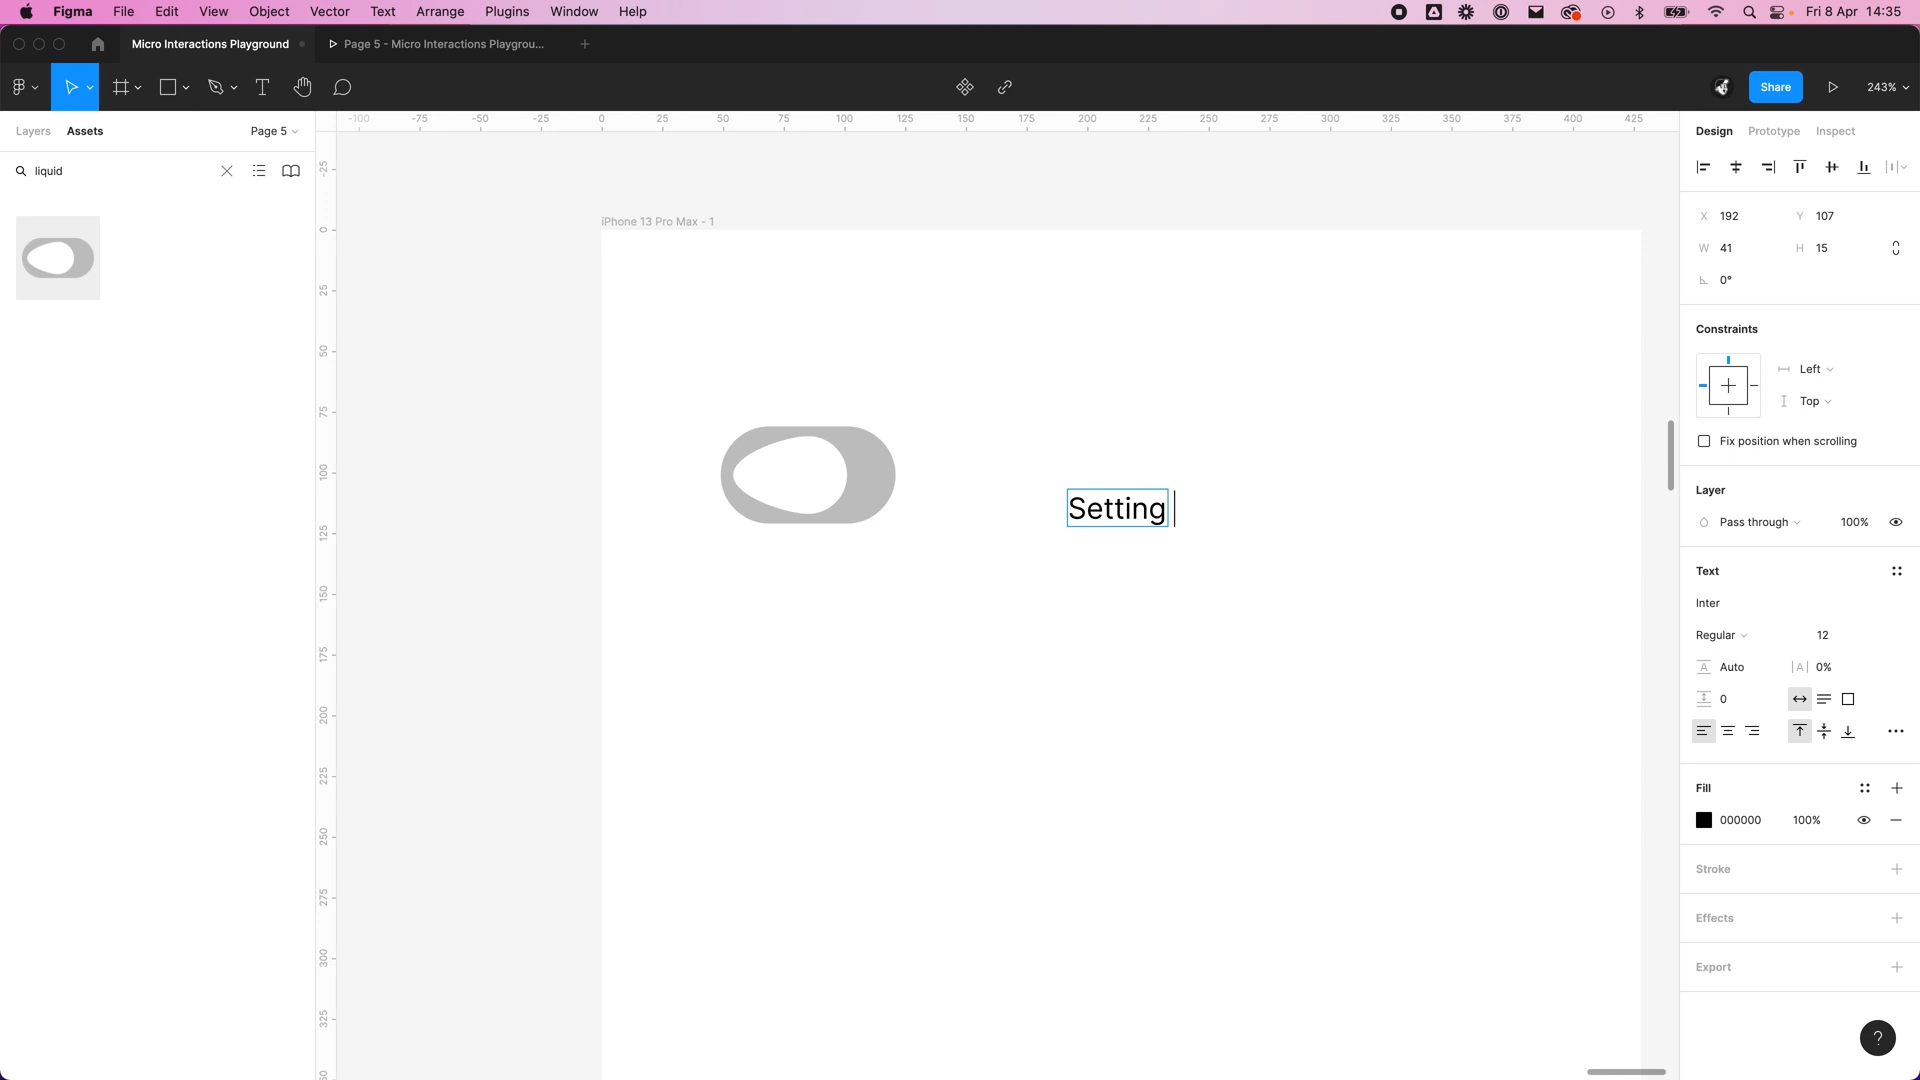 Figma File Edit View Object Vector Text Arrange Plugins Window Help Fri 8 Apr 14:35
Micro Interactions Playground Page 5 - Micro Interactions Playgrou...
Share 243%
Layers Assets Page 5
liquid
-100 -75 -50 -25 0 25 50 75 100 125 150 175 200 225 250 275 300 325 350 375 400 425
-25
0
25
50
75
100
125
150
175
200
225
250
275
300
325
iPhone 13 Pro Max - 1
Setting
Design Prototype Inspect
X 192 Y 107
W 41 H 15
0°
Constraints
Left
Top
Fix position when scrolling
Layer
Pass through 100%
Text
Inter
Regular 12
A Auto |A| 0%
0
Fill
000000 100%
Stroke
Effects
Export
?